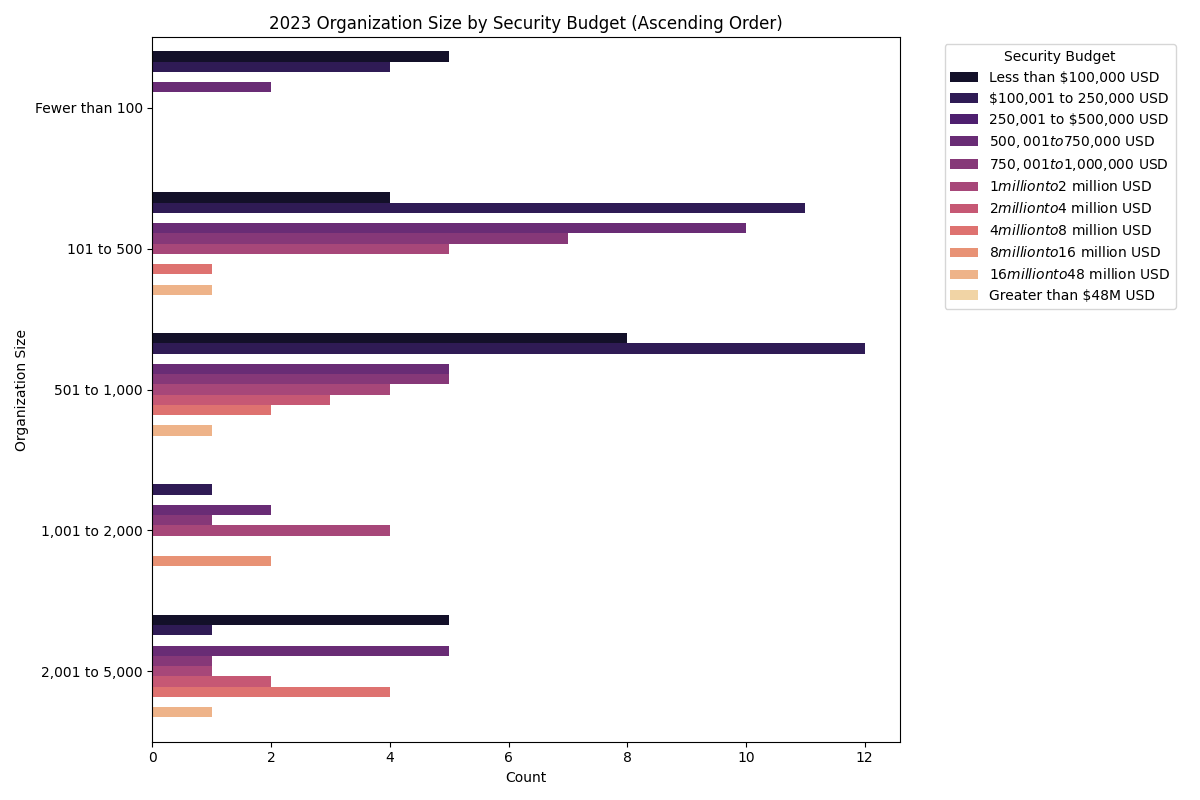 2023 Organization Size by Security Budget (Ascending Order)
Security Budget
Less than $100,000 USD
$100,001 to 250,000 USD
250,001 to $500,000 USD
500,001to750,000 USD
750,001to1,000,000 USD
1millionto2 million USD
2millionto4 million USD
4millionto8 million USD
8millionto16 million USD
16millionto48 million USD
Greater than $48M USD
Organization Size
Fewer than 100
101 to 500
501 to 1,000
1,001 to 2,000
2,001 to 5,000
0 2 4 6 8 10 12
Count